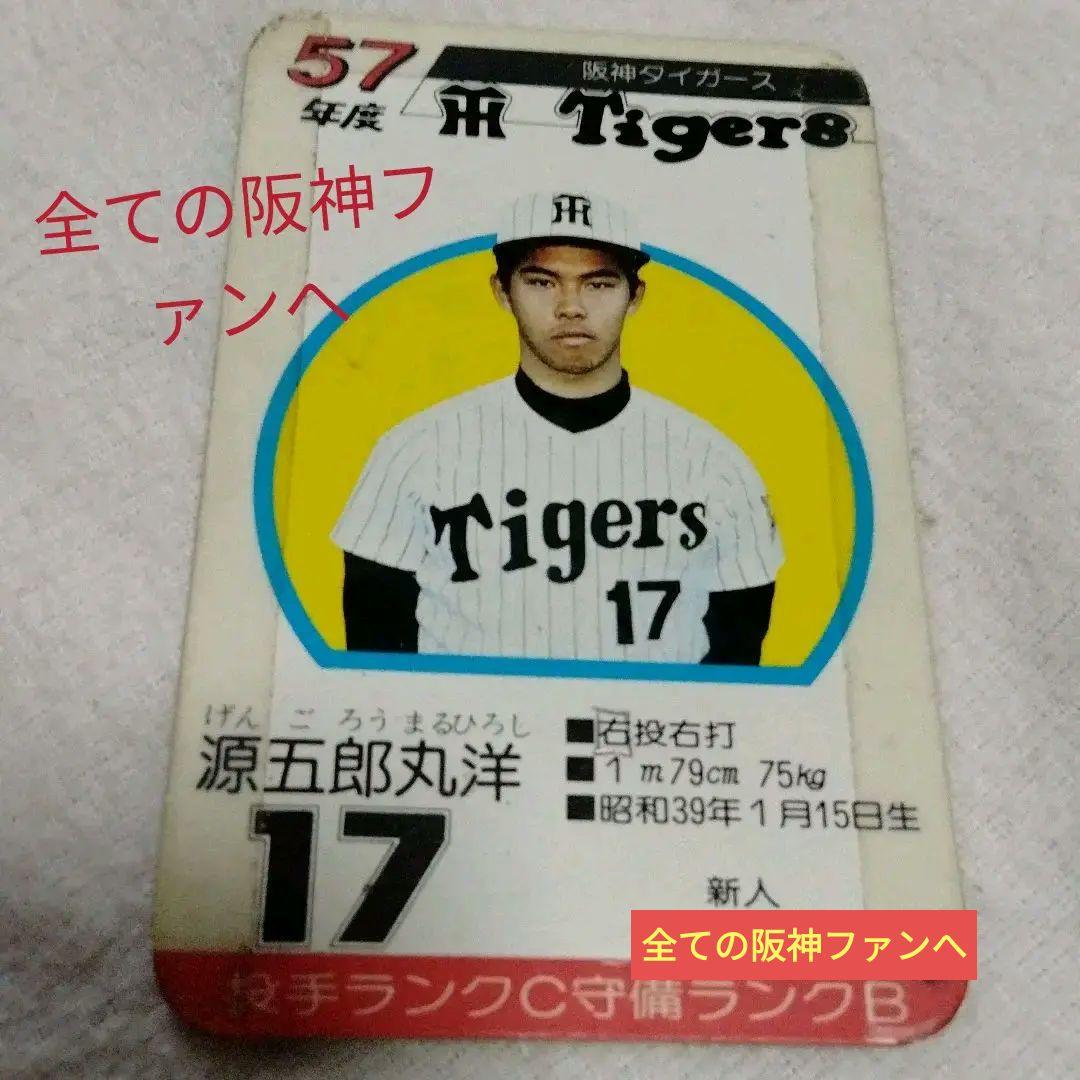 57
年度
阪神ダイガース
TH Tigers
全ての阪神フ
ァンへ
TH
Tigers
17
げん ご ろう まるひろし
源五郎丸洋
17
■右投右打
■1m79cm 75kg
■昭和39年1月15日生
新人
全ての阪神ファンへ
投手ランクC守備ランクB